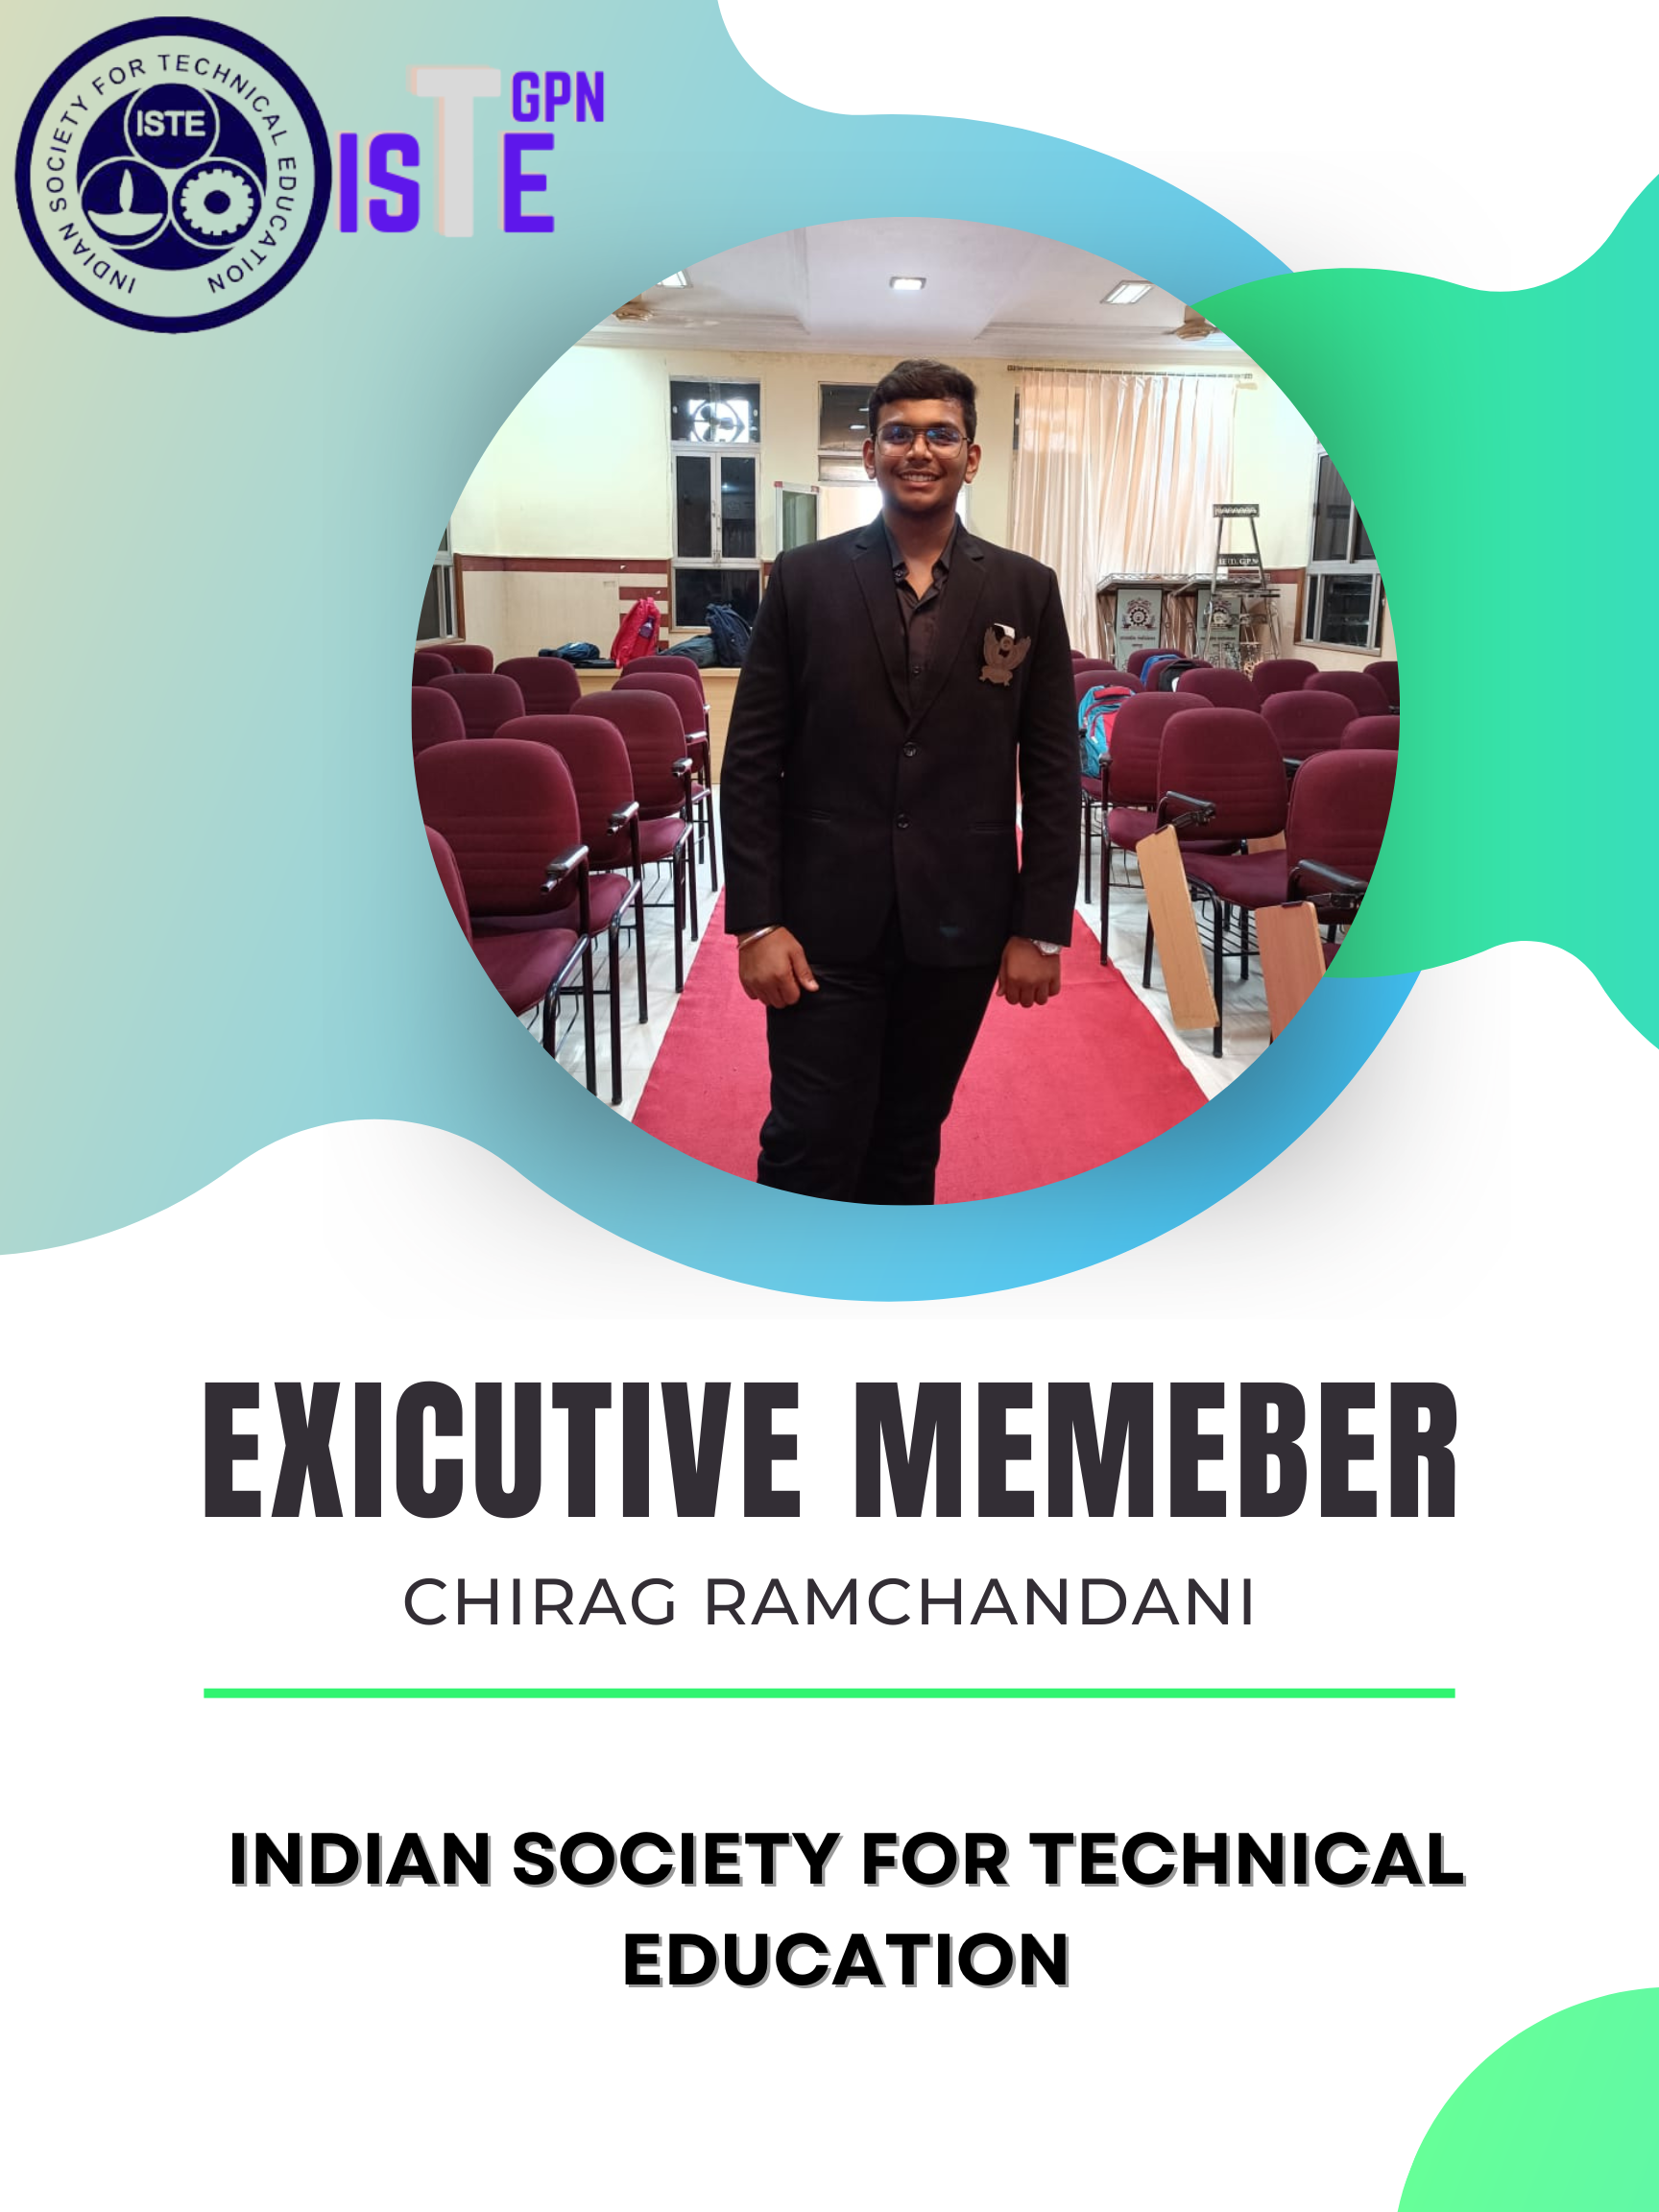 INDIAN SOCIETY FOR TECHNICAL EDUCATION
ISTE
ISTE
GPN
EXICUTIVE MEMEBER
CHIRAG RAMCHANDANI
INDIAN SOCIETY FOR TECHNICAL
EDUCATION